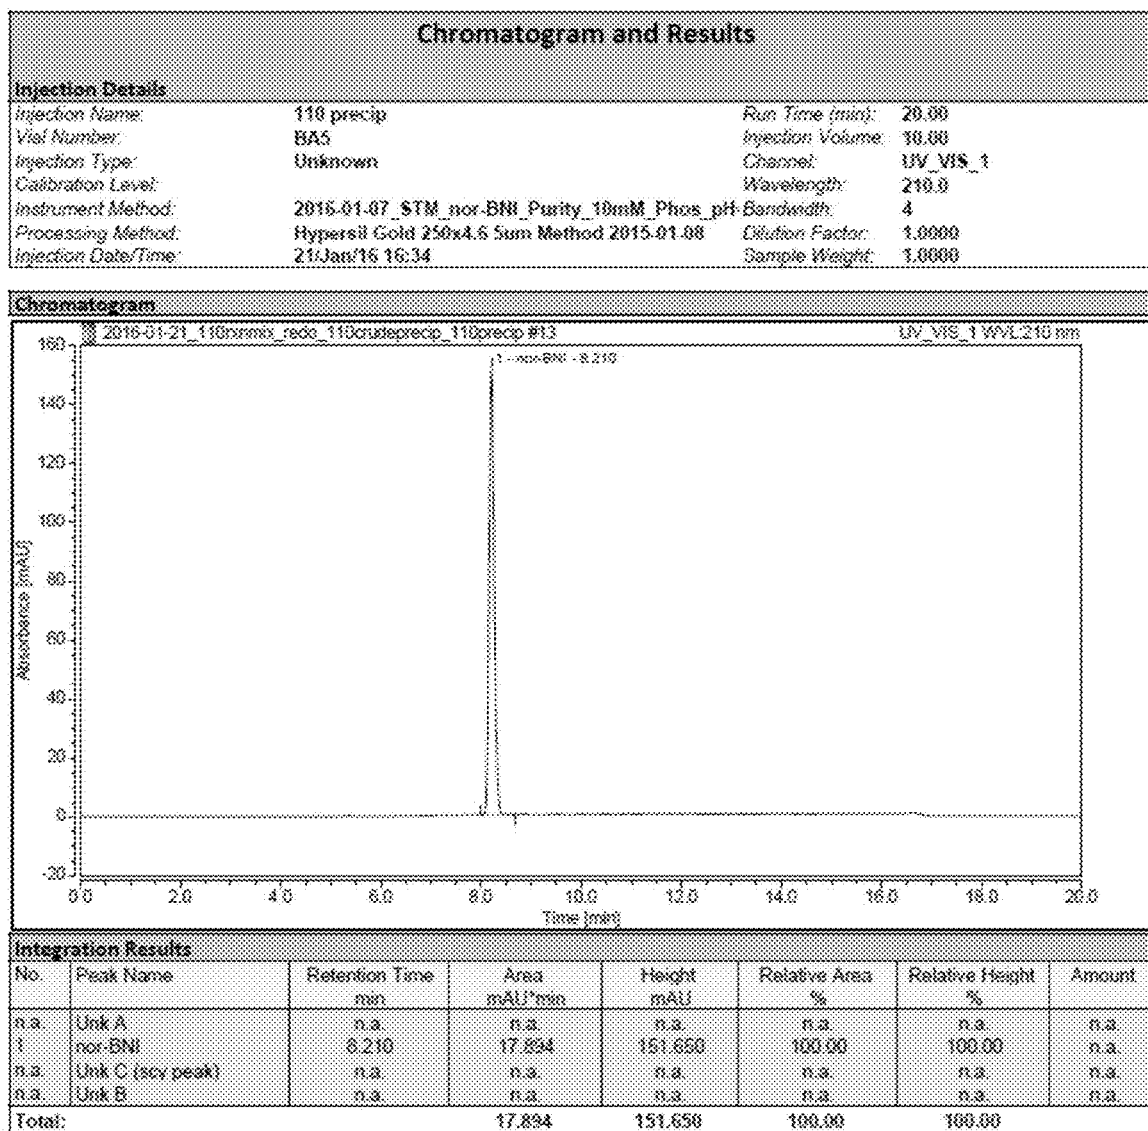 Chromatogram and Results
Injection Details
Injection Name: 110 precip Run Time (min): 20.00
Vial Number: BA5 Injection Volume: 10.00
Injection Type: Unknown Channel: UV_VIS_1
Calibration Level: Wavelength: 210.0
Instrument Method: 2016-01-07_STM_nor-BNI_Purity_10mM_Phos_pH- Bandwidth: 4
Processing Method: Hypersil Gold 250x4.6 5um Method 2015-01-08 Dilution Factor: 1.0000
Injection Date/Time: 21/Jan/16 16:34 Sample Weight: 1.0000
Chromatogram
UV_VIS_1 WVL:210 nm
1 - nor-BNI - 8.210
160
140
120
100
80
60
40
20
0
-20
Absorbance [mAU]
0.0 2.0 4.0 6.0 8.0 10.0 12.0 14.0 16.0 18.0 20.0
Time [min]
Integration Results
No. Peak Name Retention Time Area Height Relative Area Relative Height Amount
min mAU*min mAU % %
n.a. Unk A n.a. n.a. n.a. n.a. n.a. n.a.
1 nor-BNI 8.210 17.894 151.650 100.00 100.00 n.a.
n.a. Unk C (scy peak) n.a. n.a. n.a. n.a. n.a. n.a.
n.a. Unk B n.a. n.a. n.a. n.a. n.a. n.a.
Total: 17.894 151.650 100.00 100.00